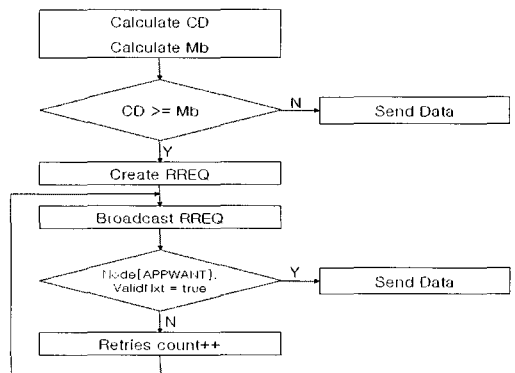 Calculate CD
Calculate Mb
CD >= Mb
N
Send Data
Y
Create RREQ
Broadcast RREQ
Node[APPWANT].
ValidNxt = true
Y
Send Data
N
Retries count++